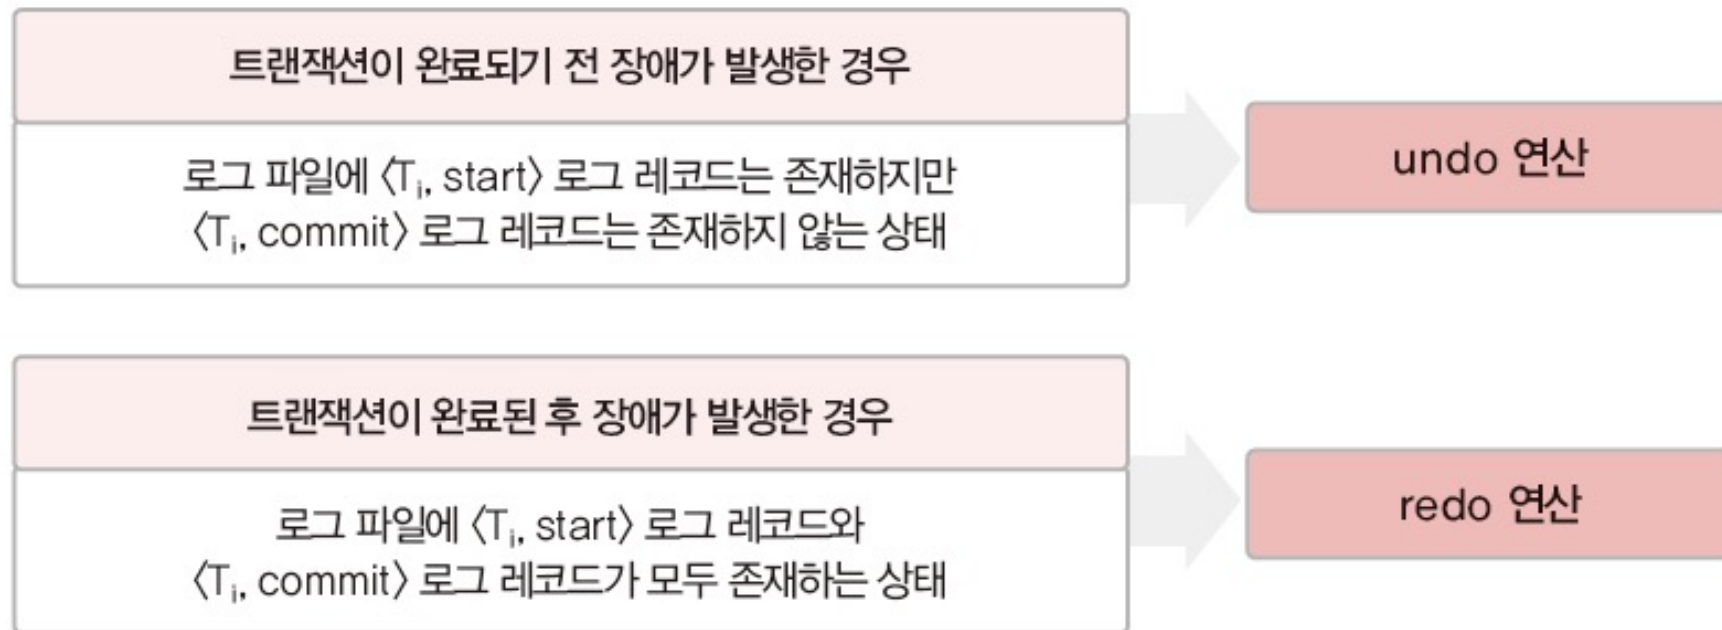 트랜잭션이 완료되기 전 장애가 발생한 경우
로그 파일에 〈Tᵢ, start〉 로그 레코드는 존재하지만
〈Tᵢ, commit〉 로그 레코드는 존재하지 않는 상태
undo 연산
트랜잭션이 완료된 후 장애가 발생한 경우
로그 파일에 〈Tᵢ, start〉 로그 레코드와
〈Tᵢ, commit〉 로그 레코드가 모두 존재하는 상태
redo 연산